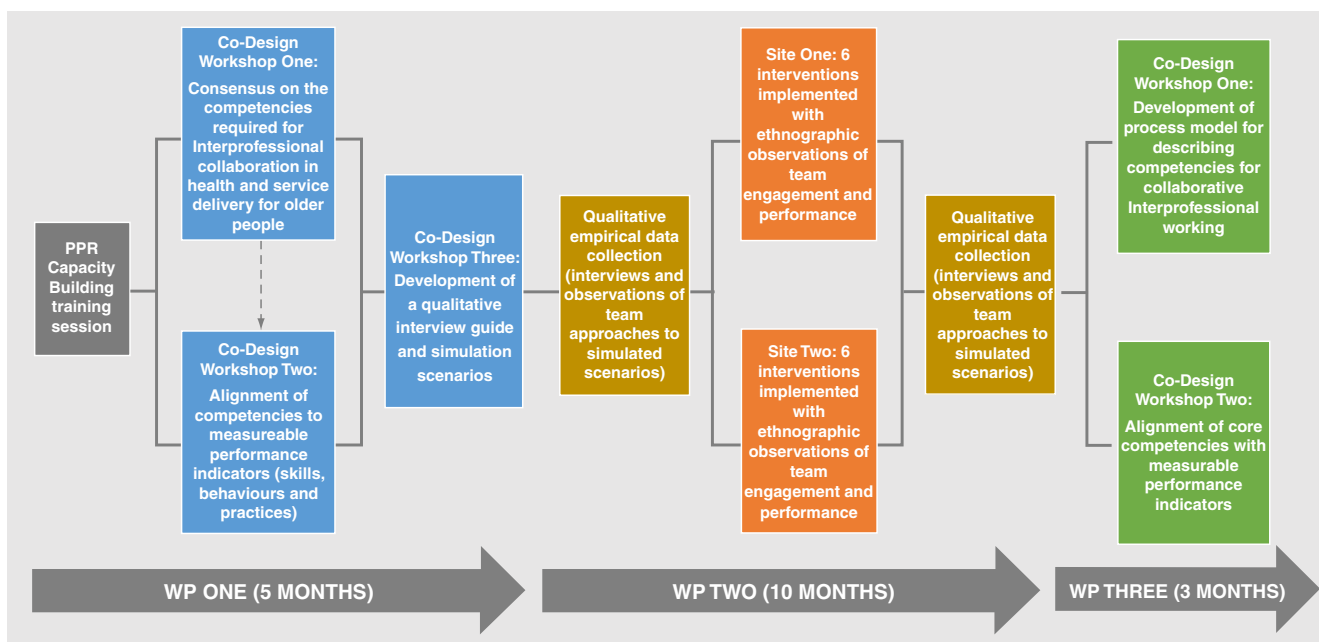 PPR
Capacity
Building
training
session
Co-Design
Workshop One:
Consensus on the
competencies
required for
Interprofessional
collaboration in
health and service
delivery for older
people
Co-Design
Workshop Two:
Alignment of
competencies to
measureable
performance
indicators (skills,
behaviours and
practices)
Co-Design
Workshop Three:
Development of
a qualitative
interview guide
and simulation
scenarios
Qualitative
empirical data
collection
(interviews and
observations of
team
approaches to
simulated
scenarios)
Site One: 6
interventions
implemented
with
ethnographic
observations of
team
engagement and
performance
Site Two: 6
interventions
implemented
with
ethnographic
observations of
team
engagement and
performance
Qualitative
empirical data
collection
(interviews and
observations of
team
approaches to
simulated
scenarios)
Co-Design
Workshop One:
Development of
process model for
describing
competencies for
collaborative
Interprofessional
working
Co-Design
Workshop Two:
Alignment of core
competencies with
measurable
performance
indicators
WP ONE (5 MONTHS)
WP TWO (10 MONTHS)
WP THREE (3 MONTHS)